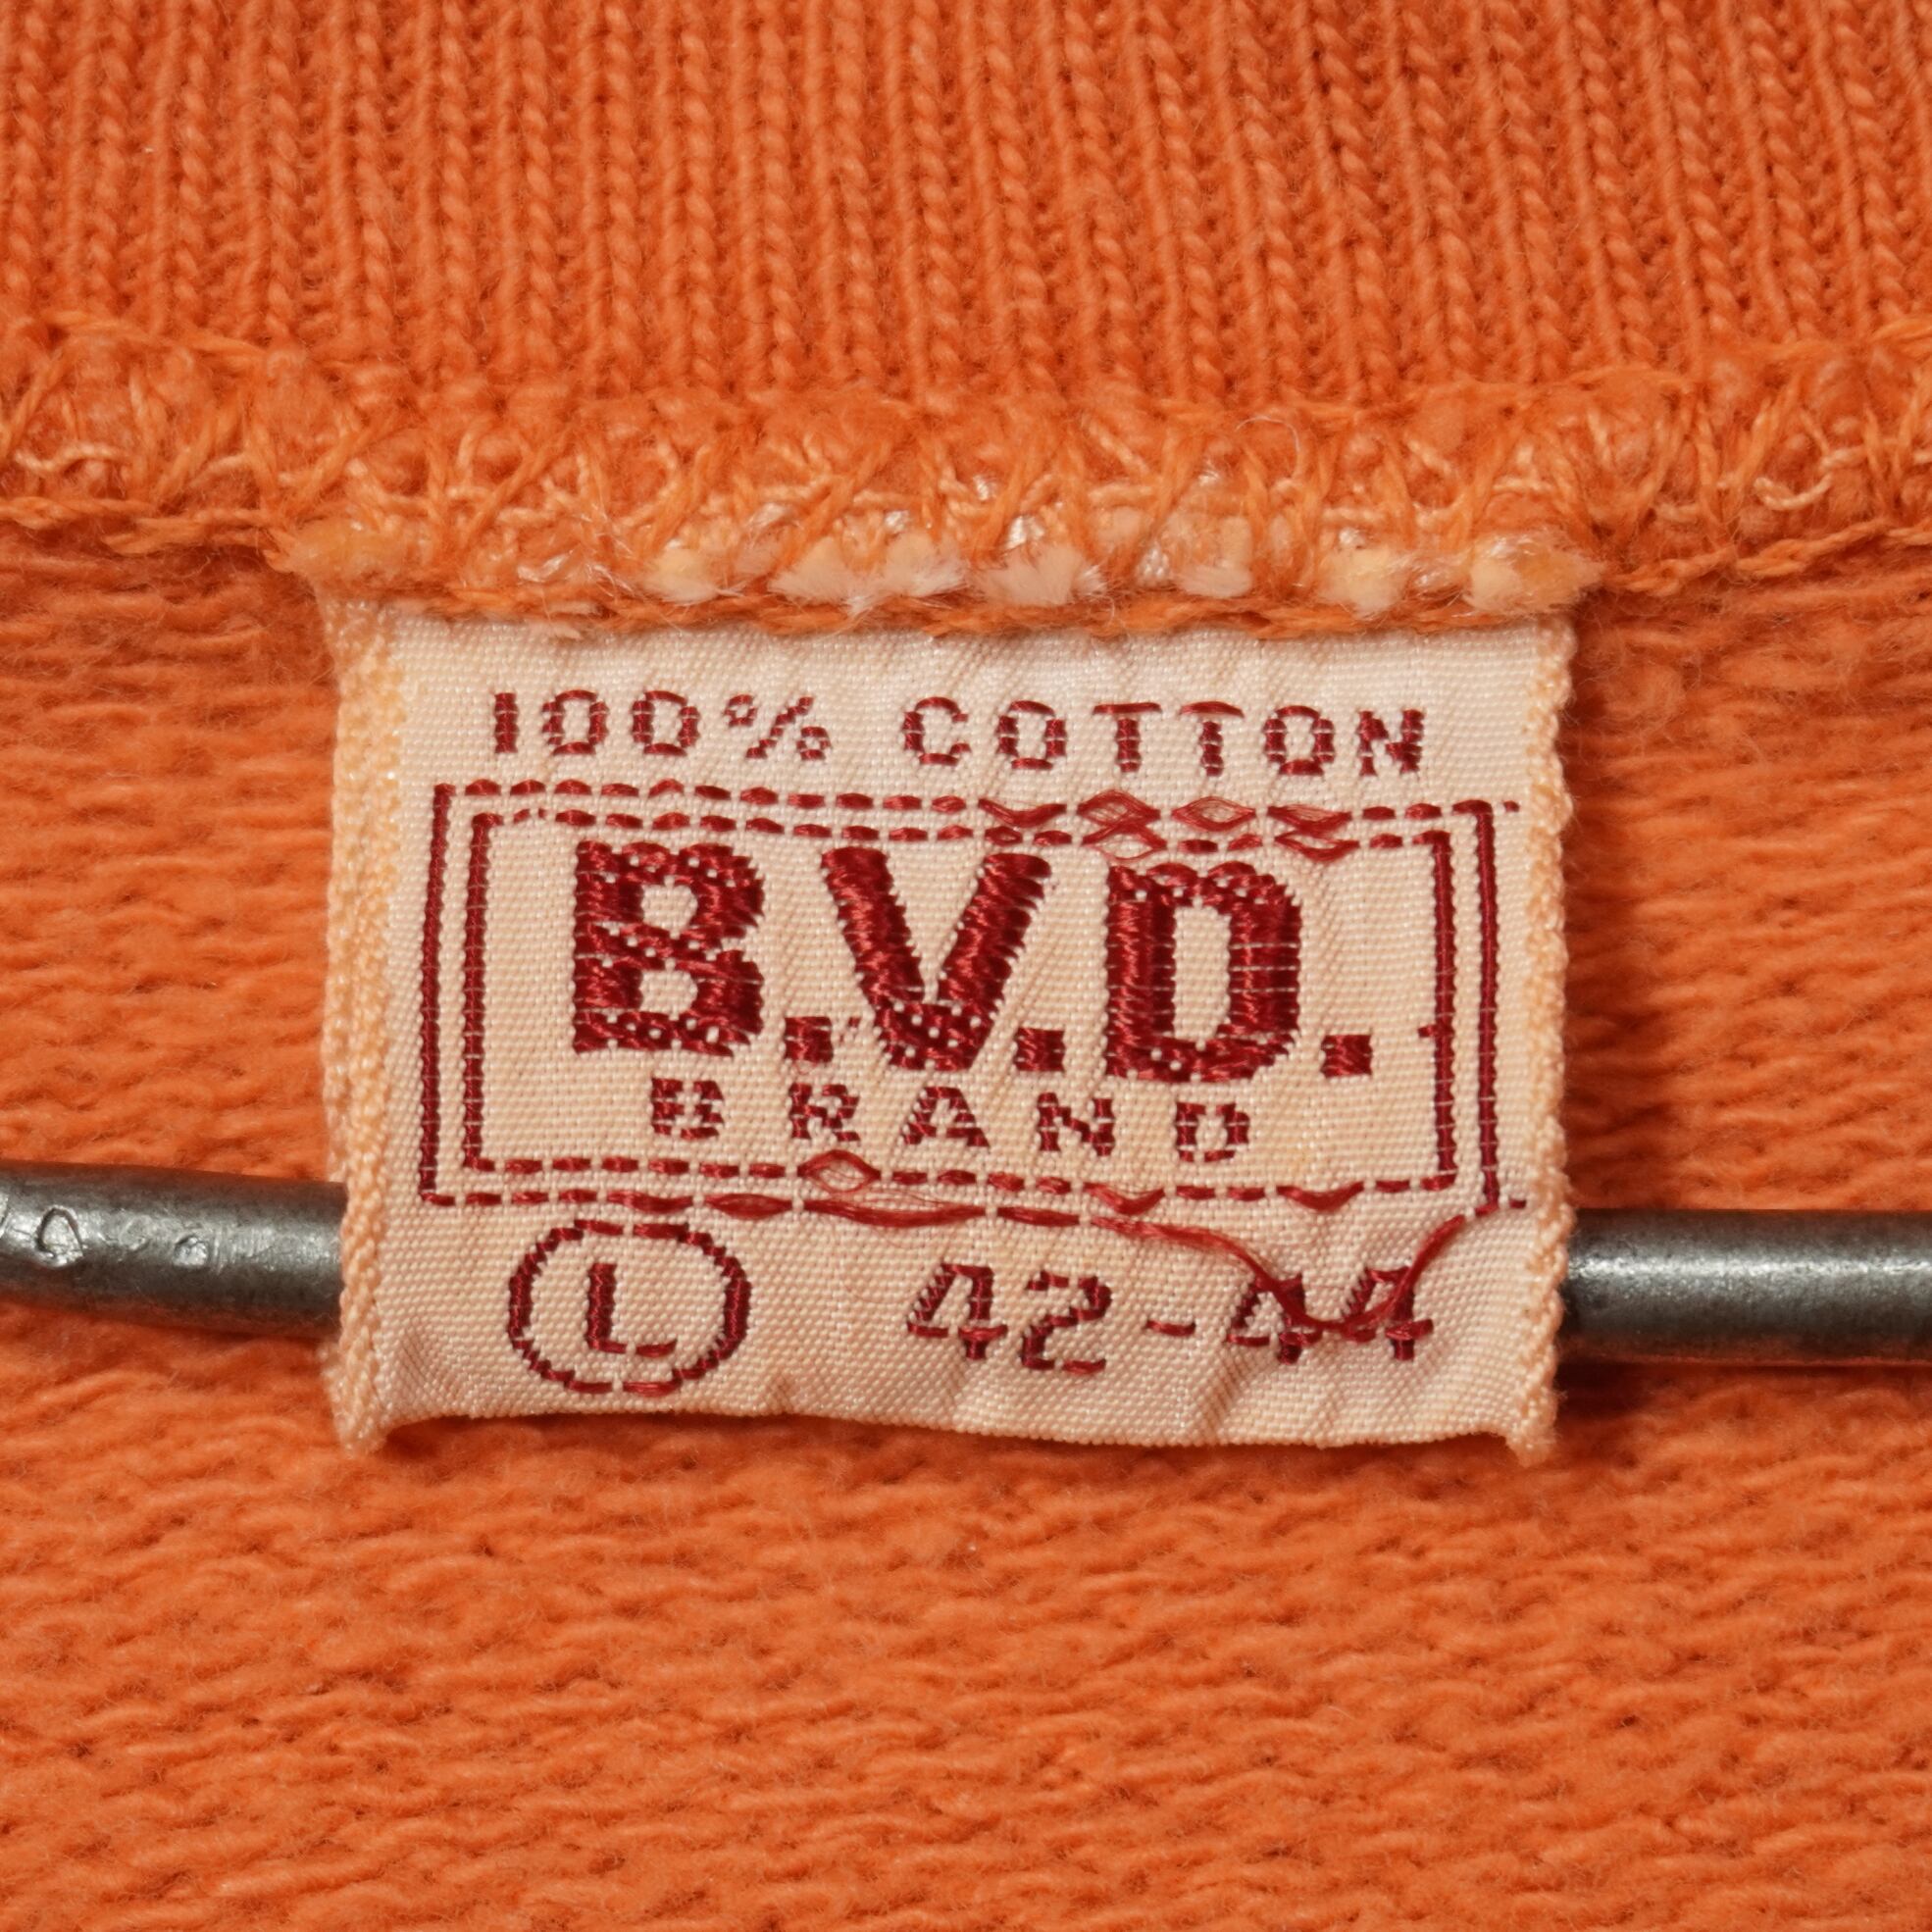 100% COTTON
B.V.D.
BRAND
L 42-44